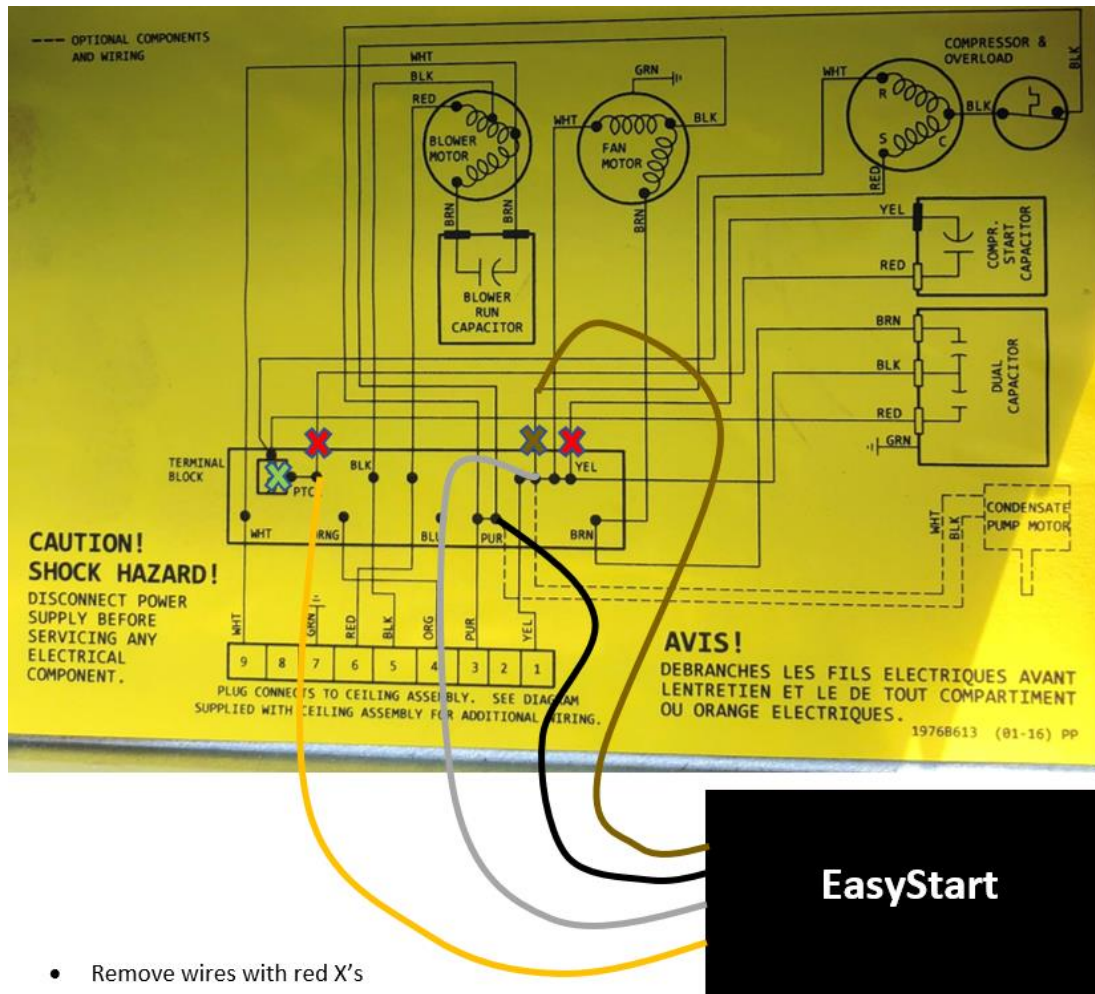 OPTIONAL COMPONENTS
AND WIRING
COMPRESSOR &
OVERLOAD
WHT
BLK
RED
GRN
WHT
BLK
WHT
R
BLK
BLK
S
C
RED
BLOWER
MOTOR
FAN
MOTOR
BRN
BRN
BRN
YEL
RED
COMPR.
START
CAPACITOR
BLOWER
RUN
CAPACITOR
BRN
BLK
RED
GRN
DUAL
CAPACITOR
TERMINAL
BLOCK
BLK
YEL
WHT
PUR
BRN
WHT
BLK
CONDENSATE
PUMP MOTOR
CAUTION!
SHOCK HAZARD!
DISCONNECT POWER
SUPPLY BEFORE
SERVICING ANY
ELECTRICAL
COMPONENT.
WHT
GRN
RED
BLK
ORG
PUR
YEL
9 8 7 6 5 4 3 2 1
PLUG CONNECTS TO CEILING ASSEMBLY. SEE DIAGRAM
SUPPLIED WITH CEILING ASSEMBLY FOR ADDITIONAL WIRING.
AVIS!
DEBRANCHES LES FILS ELECTRIQUES AVANT
LENTRETIEN ET LE DE TOUT COMPARTIMENT
OU ORANGE ELECTRIQUES.
1976B613 (01-16) PP
EasyStart
• Remove wires with red X’s